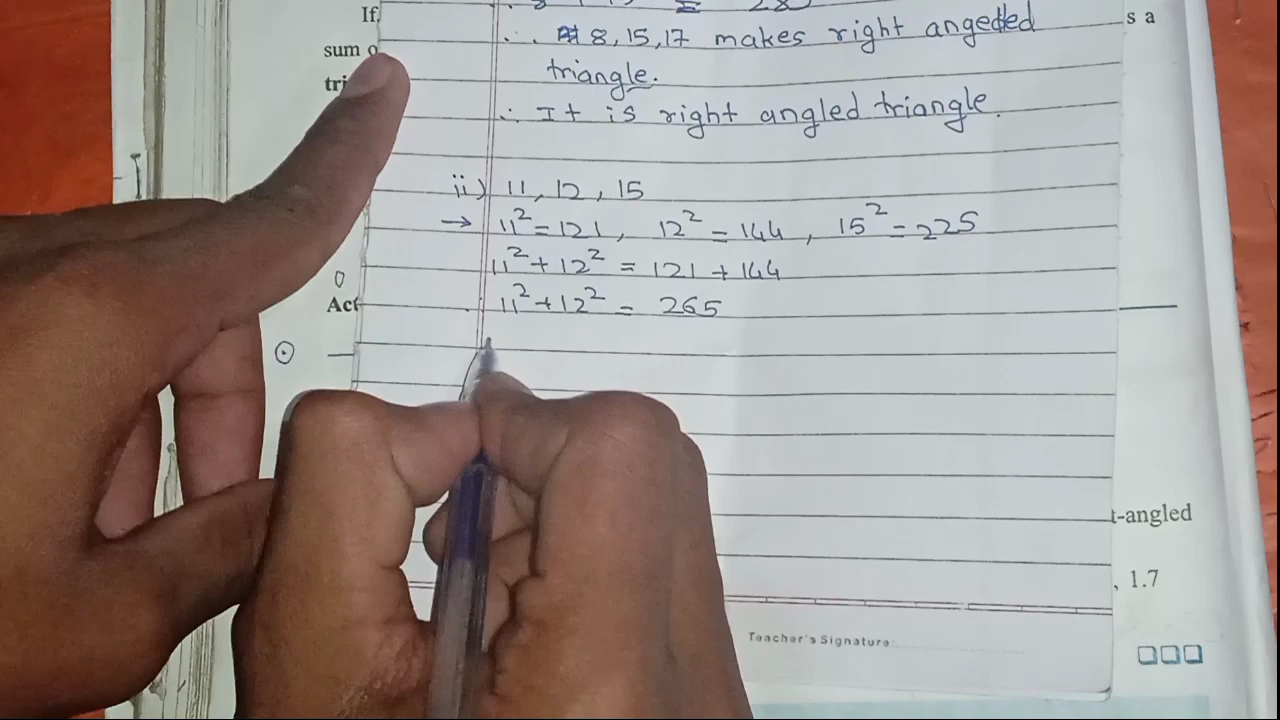 If
s a
sum o
8, 15, 17 makes right angedled
triangle.
∴ It is right angled triangle.
ii) 11, 12, 15
→ 11² = 121, 12² = 144, 15² = 225
11² + 12² = 121 + 144
11² + 12² = 265
Act
t-angled
, 1.7
Teacher's Signature: